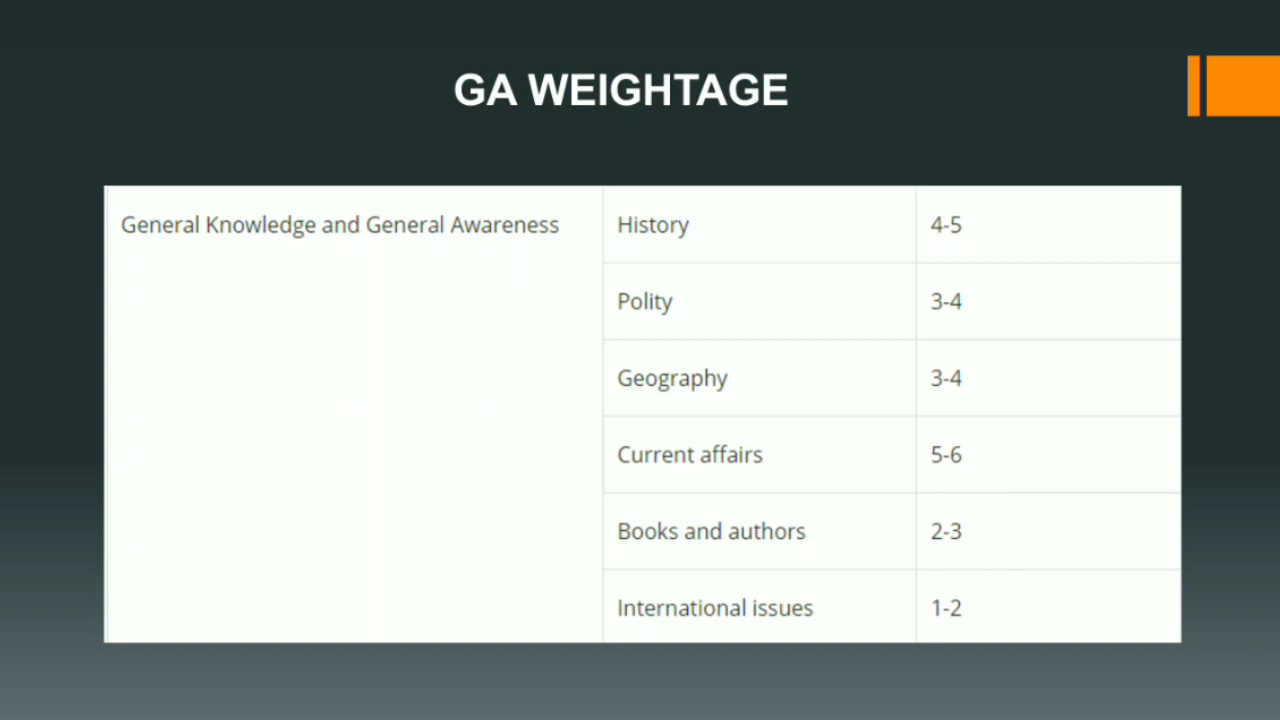 GA WEIGHTAGE
General Knowledge and General Awareness History 4-5
Polity 3-4
Geography 3-4
Current affairs 5-6
Books and authors 2-3
International issues 1-2